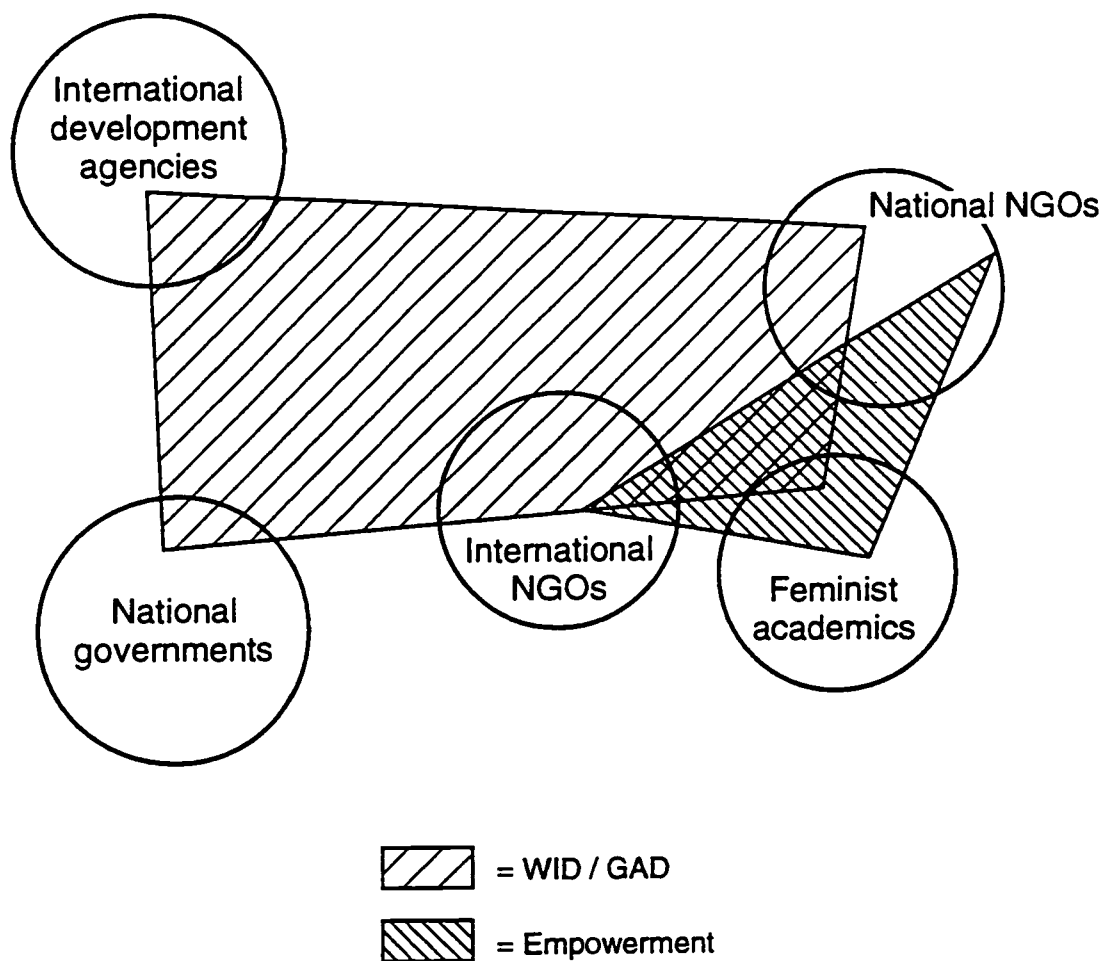 International
development
agencies
National NGOs
International
NGOs
National
governments
Feminist
academics
= WID / GAD
= Empowerment